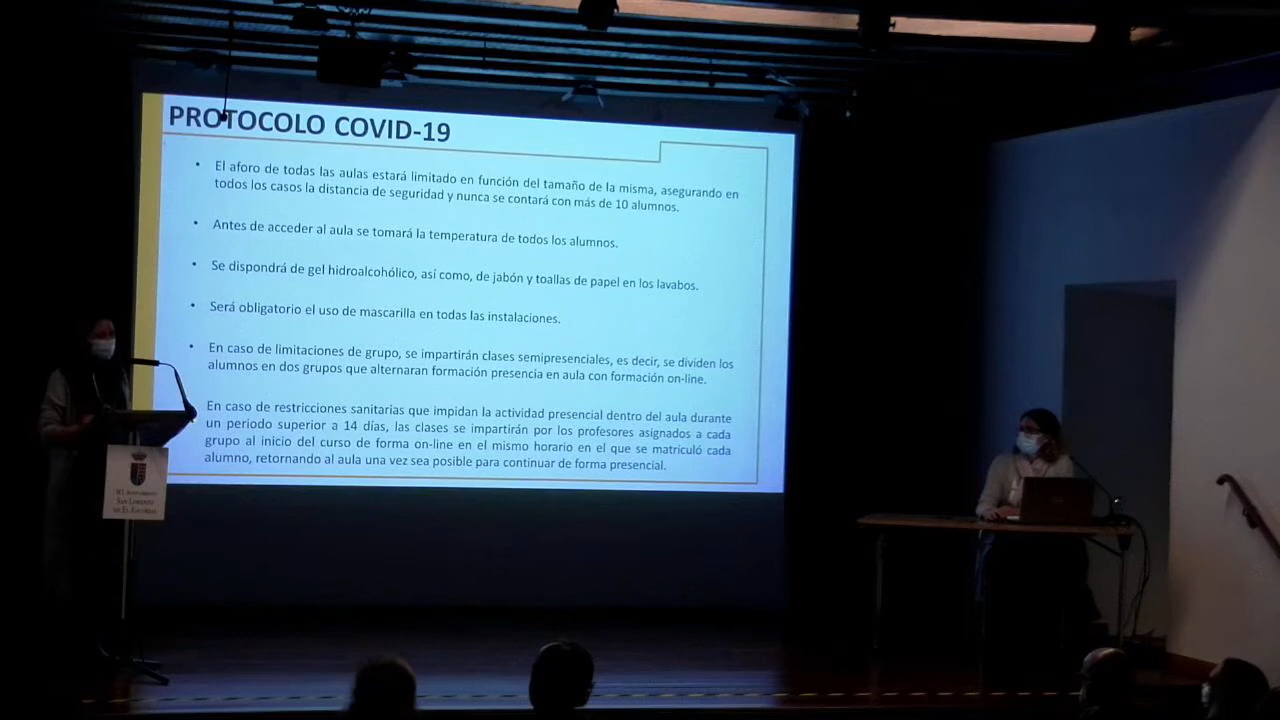 PROTOCOLO COVID-19
• El aforo de todas las aulas estará limitado en función del tamaño de la misma, asegurando en
todos los casos la distancia de seguridad y nunca se contará con más de 10 alumnos.
• Antes de acceder al aula se tomará la temperatura de todos los alumnos.
• Se dispondrá de gel hidroalcohólico, así como, de jabón y toallas de papel en los lavabos.
• Será obligatorio el uso de mascarilla en todas las instalaciones.
• En caso de limitaciones de grupo, se impartirán clases semipresenciales, es decir, se dividen los
alumnos en dos grupos que alternaran formación presencia en aula con formación on-line.
En caso de restricciones sanitarias que impidan la actividad presencial dentro del aula durante
un periodo superior a 14 días, las clases se impartirán por los profesores asignados a cada
grupo al inicio del curso de forma on-line en el mismo horario en el que se matriculó cada
alumno, retornando al aula una vez sea posible para continuar de forma presencial.
San Lorenzo
de El Escorial